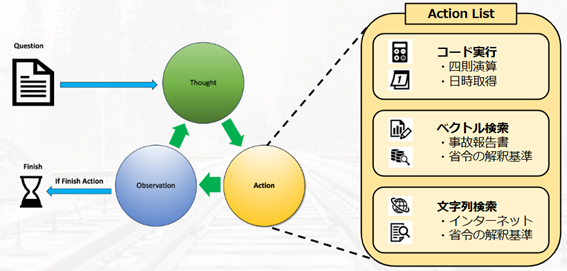 Question
Thought
Finish
If Finish Action
Observation
Action
Action List
コード実行
・四則演算
・日時取得
1
ベクトル検索
・事故報告書
・省令の解釈基準
文字列検索
・インターネット
・省令の解釈基準